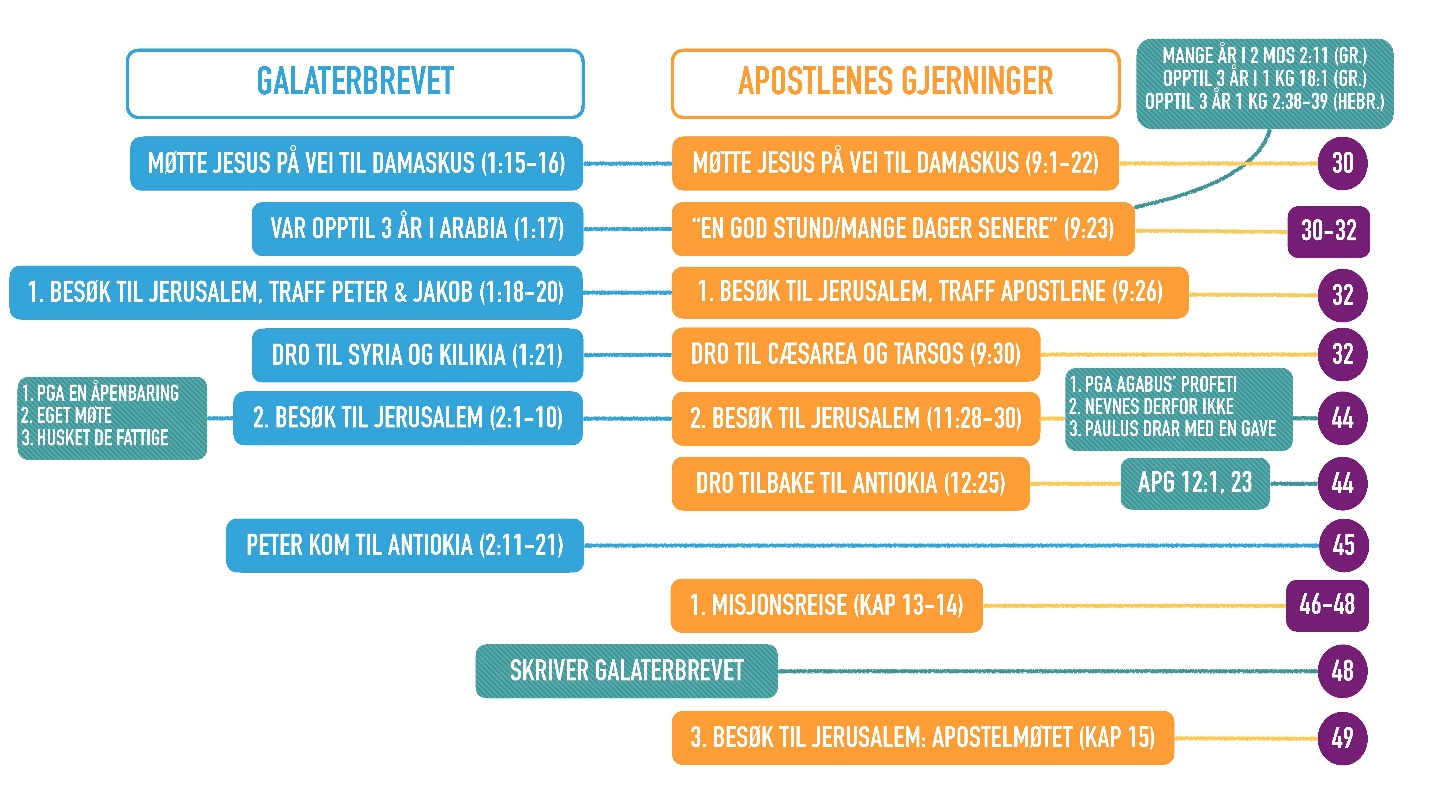 GALATERBREVET
APOSTLENES GJERNINGER
MANGE ÅR I 2 MOS 2:11 (GR.)
OPPTIL 3 ÅR I 1 KG 18:1 (GR.)
OPPTIL 3 ÅR 1 KG 2:38-39 (HEBR.)
MØTTE JESUS PÅ VEI TIL DAMASKUS (1:15-16)
MØTTE JESUS PÅ VEI TIL DAMASKUS (9:1-22)
30
VAR OPPTIL 3 ÅR I ARABIA (1:17)
"EN GOD STUND/MANGE DAGER SENERE" (9:23)
30-32
1. BESØK TIL JERUSALEM, TRAFF PETER & JAKOB (1:18-20)
1. BESØK TIL JERUSALEM, TRAFF APOSTLENE (9:26)
32
DRO TIL SYRIA OG KILIKIA (1:21)
DRO TIL CÆSAREA OG TARSOS (9:30)
32
1. PGA EN ÅPENBARING
2. EGET MØTE
3. HUSKET DE FATTIGE
2. BESØK TIL JERUSALEM (2:1-10)
2. BESØK TIL JERUSALEM (11:28-30)
1. PGA AGABUS' PROFETI
2. NEVNES DERFOR IKKE
3. PAULUS DRAR MED EN GAVE
44
DRO TILBAKE TIL ANTIOKIA (12:25)
APG 12:1, 23
44
PETER KOM TIL ANTIOKIA (2:11-21)
45
1. MISJONSREISE (KAP 13-14)
46-48
SKRIVER GALATERBREVET
48
3. BESØK TIL JERUSALEM: APOSTELMØTET (KAP 15)
49